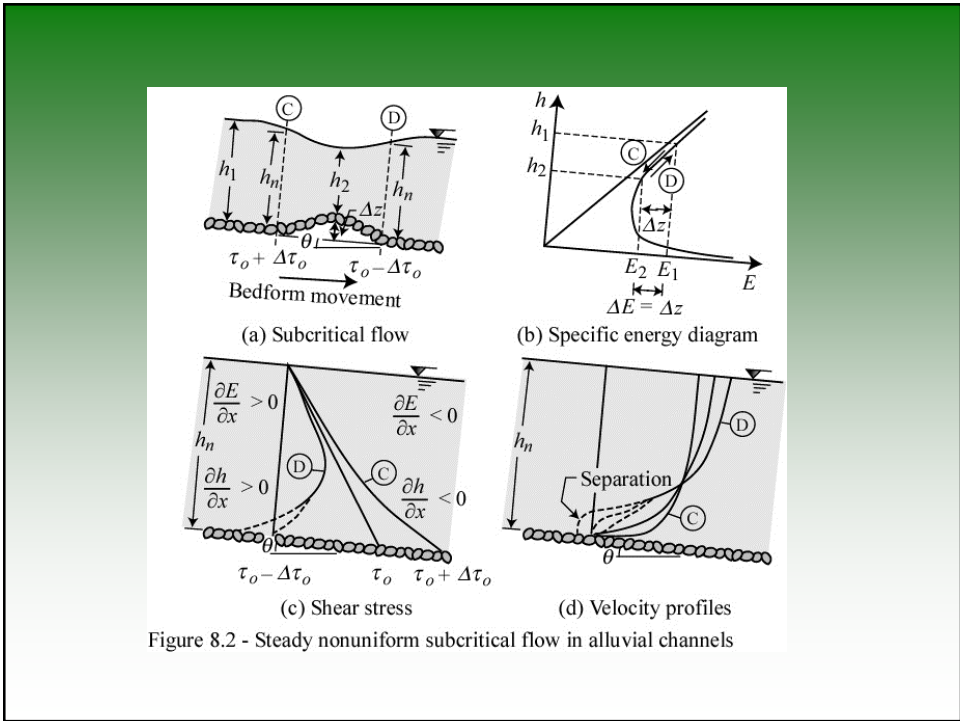 C
D
h₁
hₙ
h₂
Δz
hₙ
θ
τₒ + Δτₒ
τₒ − Δτₒ
Bedform movement
(a) Subcritical flow
h
h₁
h₂
C
D
Δz
E₂ E₁
E
ΔE = Δz
(b) Specific energy diagram
∂E/∂x > 0
∂E/∂x < 0
hₙ
D
C
∂h/∂x > 0
∂h/∂x < 0
θ
τₒ − Δτₒ τₒ τₒ + Δτₒ
(c) Shear stress
hₙ
D
Separation
C
θ
(d) Velocity profiles
Figure 8.2 - Steady nonuniform subcritical flow in alluvial channels